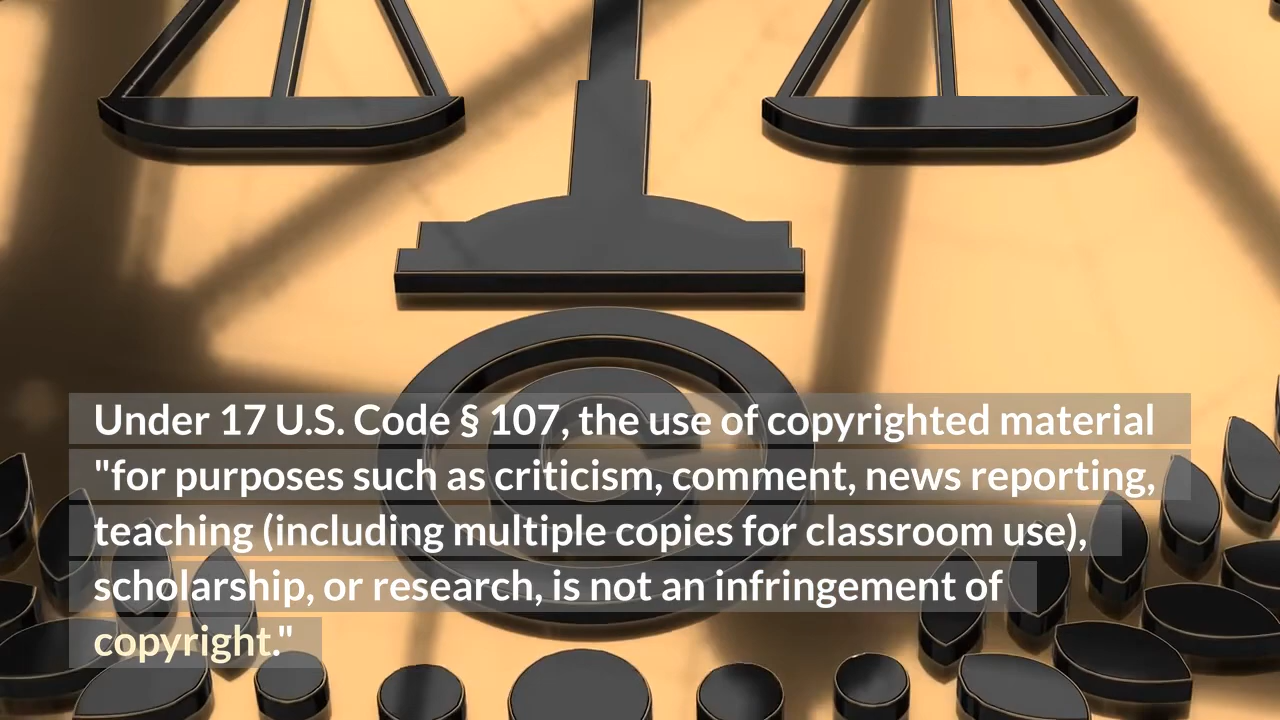 Under 17 U.S. Code § 107, the use of copyrighted material
"for purposes such as criticism, comment, news reporting,
teaching (including multiple copies for classroom use),
scholarship, or research, is not an infringement of
copyright."